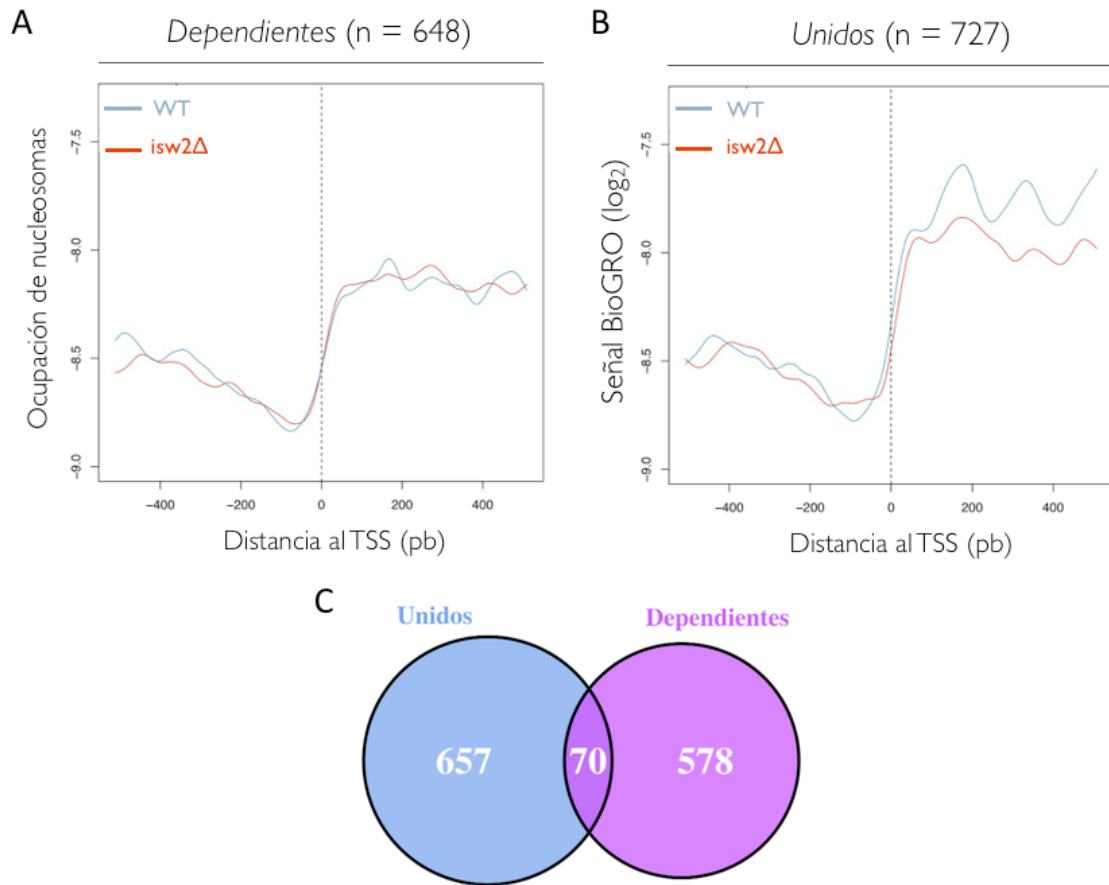 A
Dependientes (n = 648)
WT
isw2Δ
Ocupación de nucleosomas
-7.5
-8.0
-8.5
-9.0
-400
-200
0
200
400
Distancia al TSS (pb)
B
Unidos (n = 727)
WT
isw2Δ
Señal BioGRO (log2)
-7.5
-8.0
-8.5
-9.0
-400
-200
0
200
400
Distancia al TSS (pb)
C
Unidos
Dependientes
657
70
578